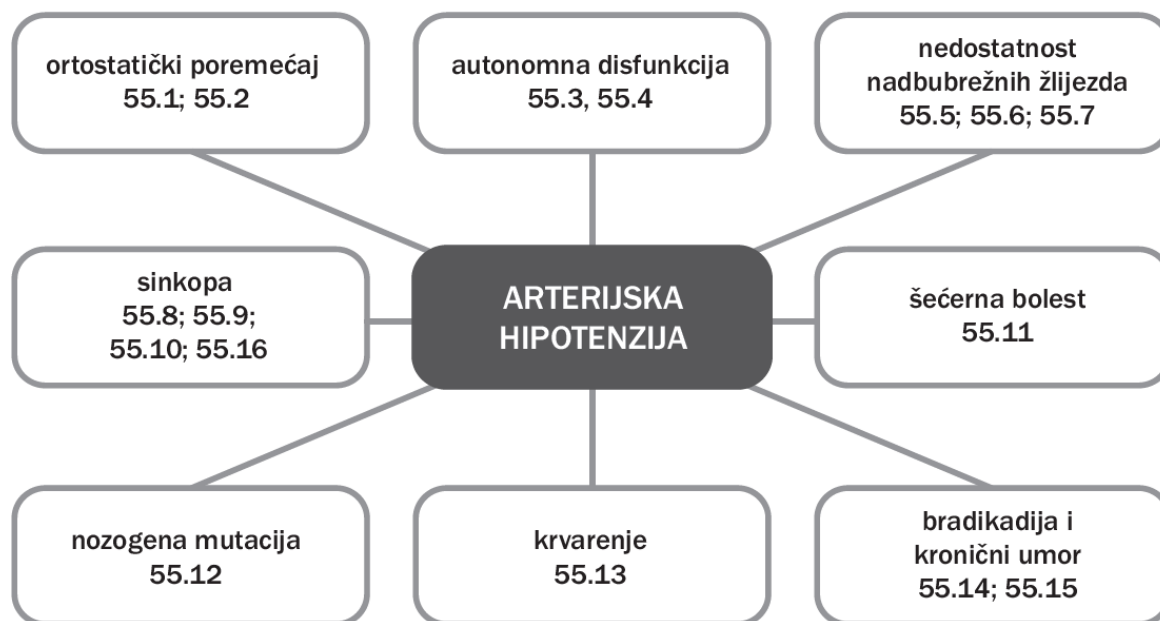 ortostatički poremećaj
55.1; 55.2
autonomna disfunkcija
55.3, 55.4
nedostatnost
nadbubrežnih žlijezda
55.5; 55.6; 55.7
sinkopa
55.8; 55.9;
55.10; 55.16
ARTERIJSKA
HIPOTENZIJA
šećerna bolest
55.11
nozogena mutacija
55.12
krvarenje
55.13
bradikadija i
kronični umor
55.14; 55.15